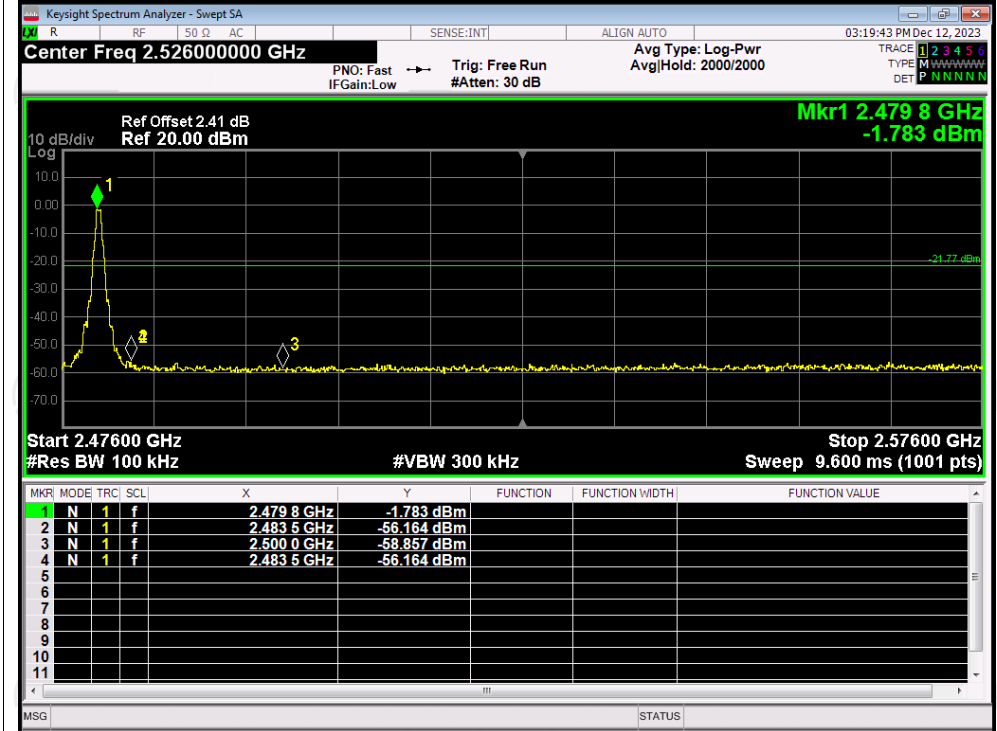 Keysight Spectrum Analyzer - Swept SA
LXI R RF 50 Ω AC SENSE:INT ALIGN AUTO 03:19:43 PM Dec 12, 2023
Center Freq 2.526000000 GHz
PNO: Fast
IFGain:Low
Trig: Free Run
#Atten: 30 dB
Avg Type: Log-Pwr
Avg|Hold: 2000/2000
TRACE 1 2 3 4 5 6
TYPE M WWWWW
DET P N N N N N
Mkr1 2.479 8 GHz
-1.783 dBm
Ref Offset 2.41 dB
10 dB/div Ref 20.00 dBm
Log
10.0
0.00
-10.0
-20.0
-30.0
-40.0
-50.0
-60.0
-70.0
1
-21.77 dBm
3
Start 2.47600 GHz Stop 2.57600 GHz
#Res BW 100 kHz #VBW 300 kHz Sweep 9.600 ms (1001 pts)
MKR MODE TRC SCL X Y FUNCTION FUNCTION WIDTH FUNCTION VALUE
1 N 1 f 2.479 8 GHz -1.783 dBm
2 N 1 f 2.483 5 GHz -56.164 dBm
3 N 1 f 2.500 0 GHz -58.857 dBm
4 N 1 f 2.483 5 GHz -56.164 dBm
5
6
7
8
9
10
11
MSG STATUS